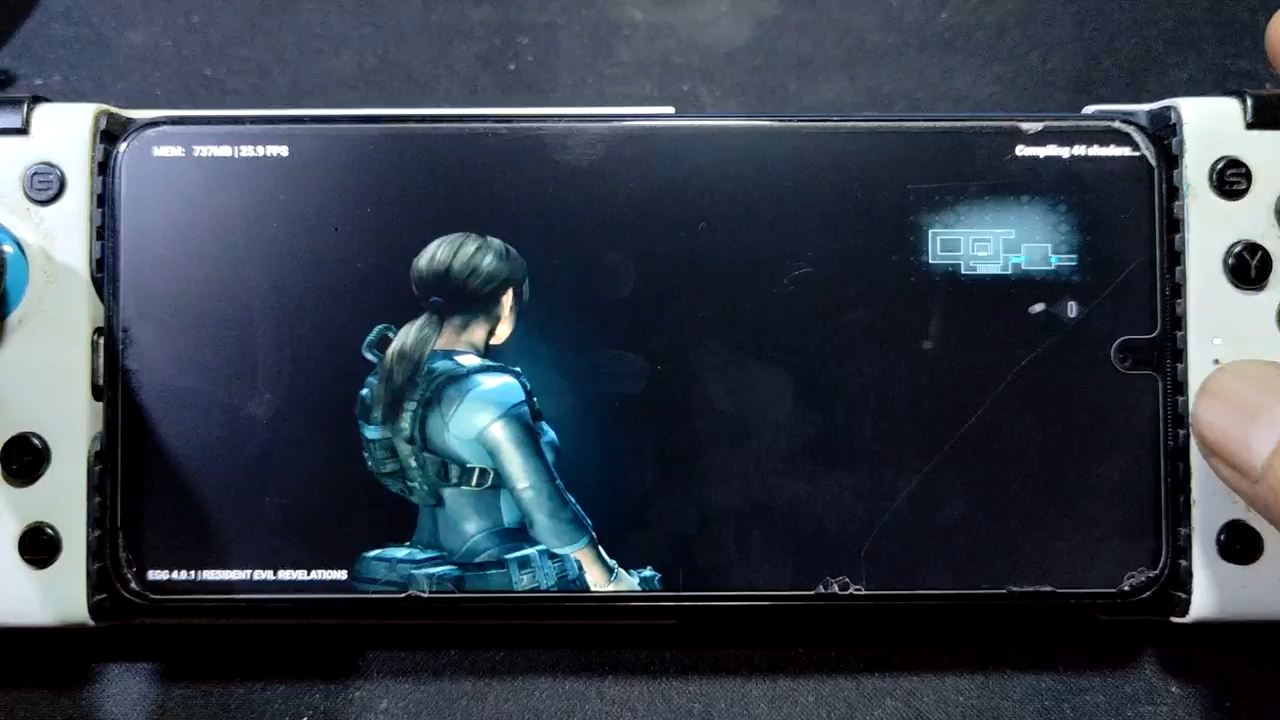 MEM: 737MB | 25.9 FPS
Compiling 44 shaders...
0
EGG 4.0.1 | RESIDENT EVIL REVELATIONS
G
S
Y
A